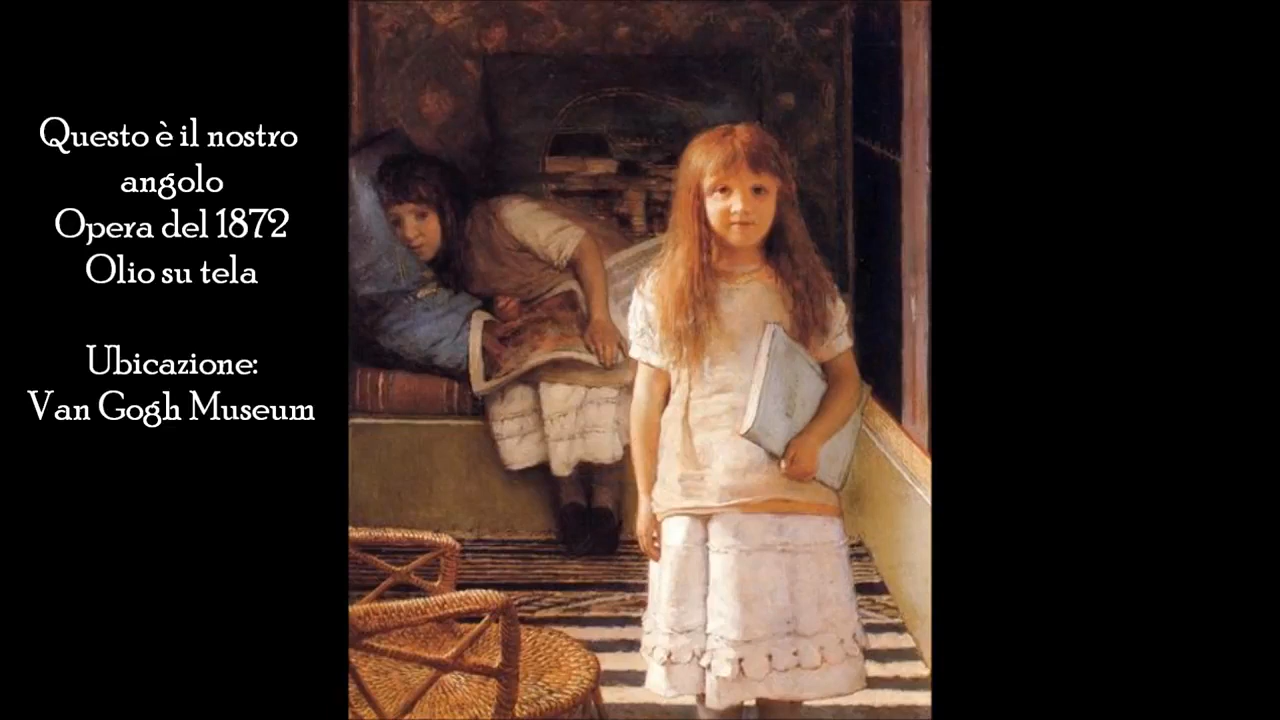 Questo è il nostro
angolo
Opera del 1872
Olio su tela
Ubicazione:
Van Gogh Museum